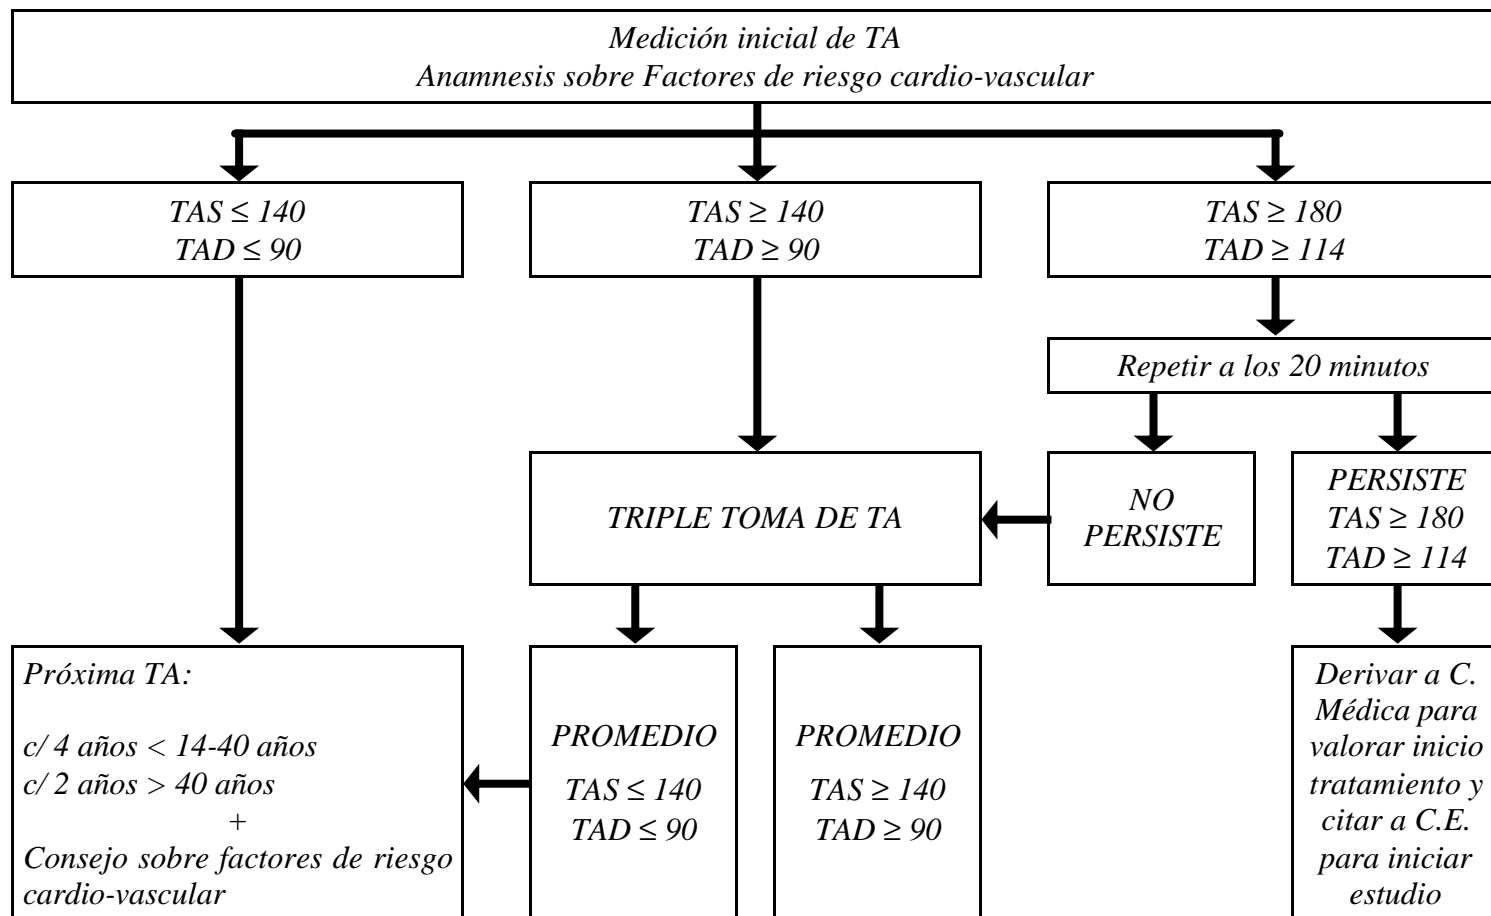 Medición inicial de TA
Anamnesis sobre Factores de riesgo cardio-vascular
TAS ≤ 140
TAD ≤ 90
TAS ≥ 140
TAD ≥ 90
TAS ≥ 180
TAD ≥ 114
Repetir a los 20 minutos
TRIPLE TOMA DE TA
NO
PERSISTE
PERSISTE
TAS ≥ 180
TAD ≥ 114
Próxima TA:
c/ 4 años < 14-40 años
c/ 2 años > 40 años
+
Consejo sobre factores de riesgo
cardio-vascular
PROMEDIO
TAS ≤ 140
TAD ≤ 90
PROMEDIO
TAS ≥ 140
TAD ≥ 90
Derivar a C.
Médica para
valorar inicio
tratamiento y
citar a C.E.
para iniciar
estudio